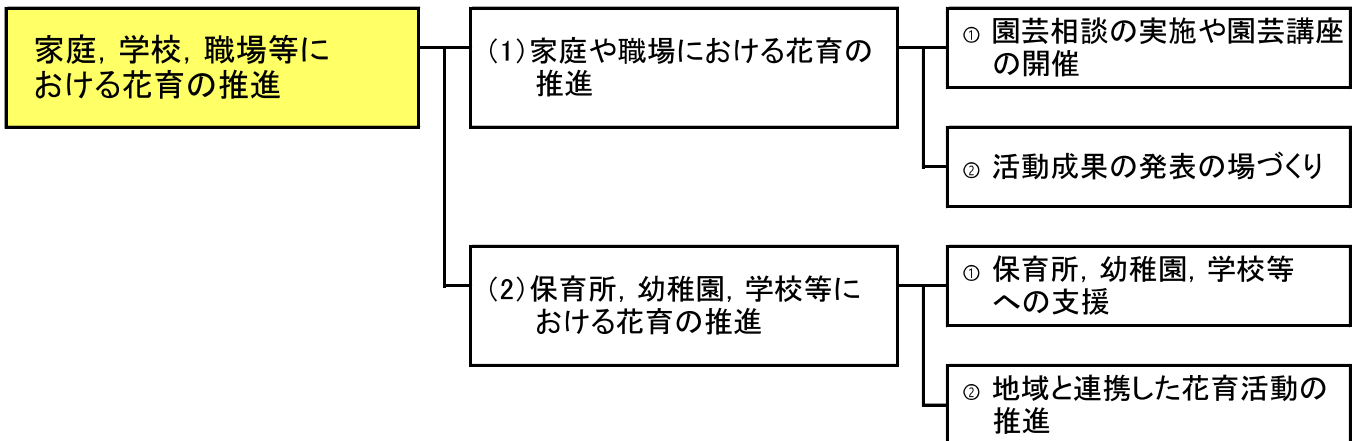 家庭, 学校, 職場等に
おける花育の推進
(1)家庭や職場における花育の
推進
① 園芸相談の実施や園芸講座
の開催
② 活動成果の発表の場づくり
(2)保育所, 幼稚園, 学校等に
おける花育の推進
① 保育所, 幼稚園, 学校等
への支援
② 地域と連携した花育活動の
推進